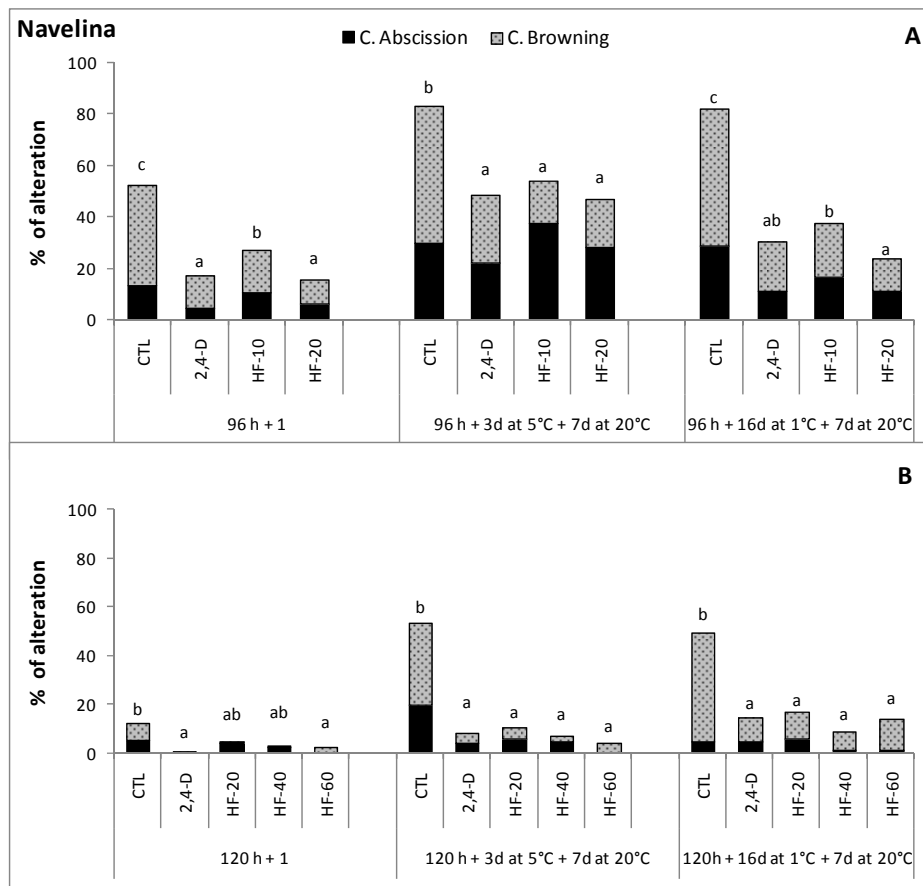 Navelina
C. Abscission C. Browning A
% of alteration
100
80
60
40
20
0
c a b a
b a a a
c ab b a
CTL 2,4-D HF-10 HF-20 CTL 2,4-D HF-10 HF-20 CTL 2,4-D HF-10 HF-20
96 h + 1 96 h + 3d at 5°C + 7d at 20°C 96 h + 16d at 1°C + 7d at 20°C
B
% of alteration
100
80
60
40
20
0
b a ab ab a
b a a a a
b a a a a
CTL 2,4-D HF-20 HF-40 HF-60 CTL 2,4-D HF-20 HF-40 HF-60 CTL 2,4-D HF-20 HF-40 HF-60
120 h + 1 120 h + 3d at 5°C + 7d at 20°C 120h + 16d at 1°C + 7d at 20°C